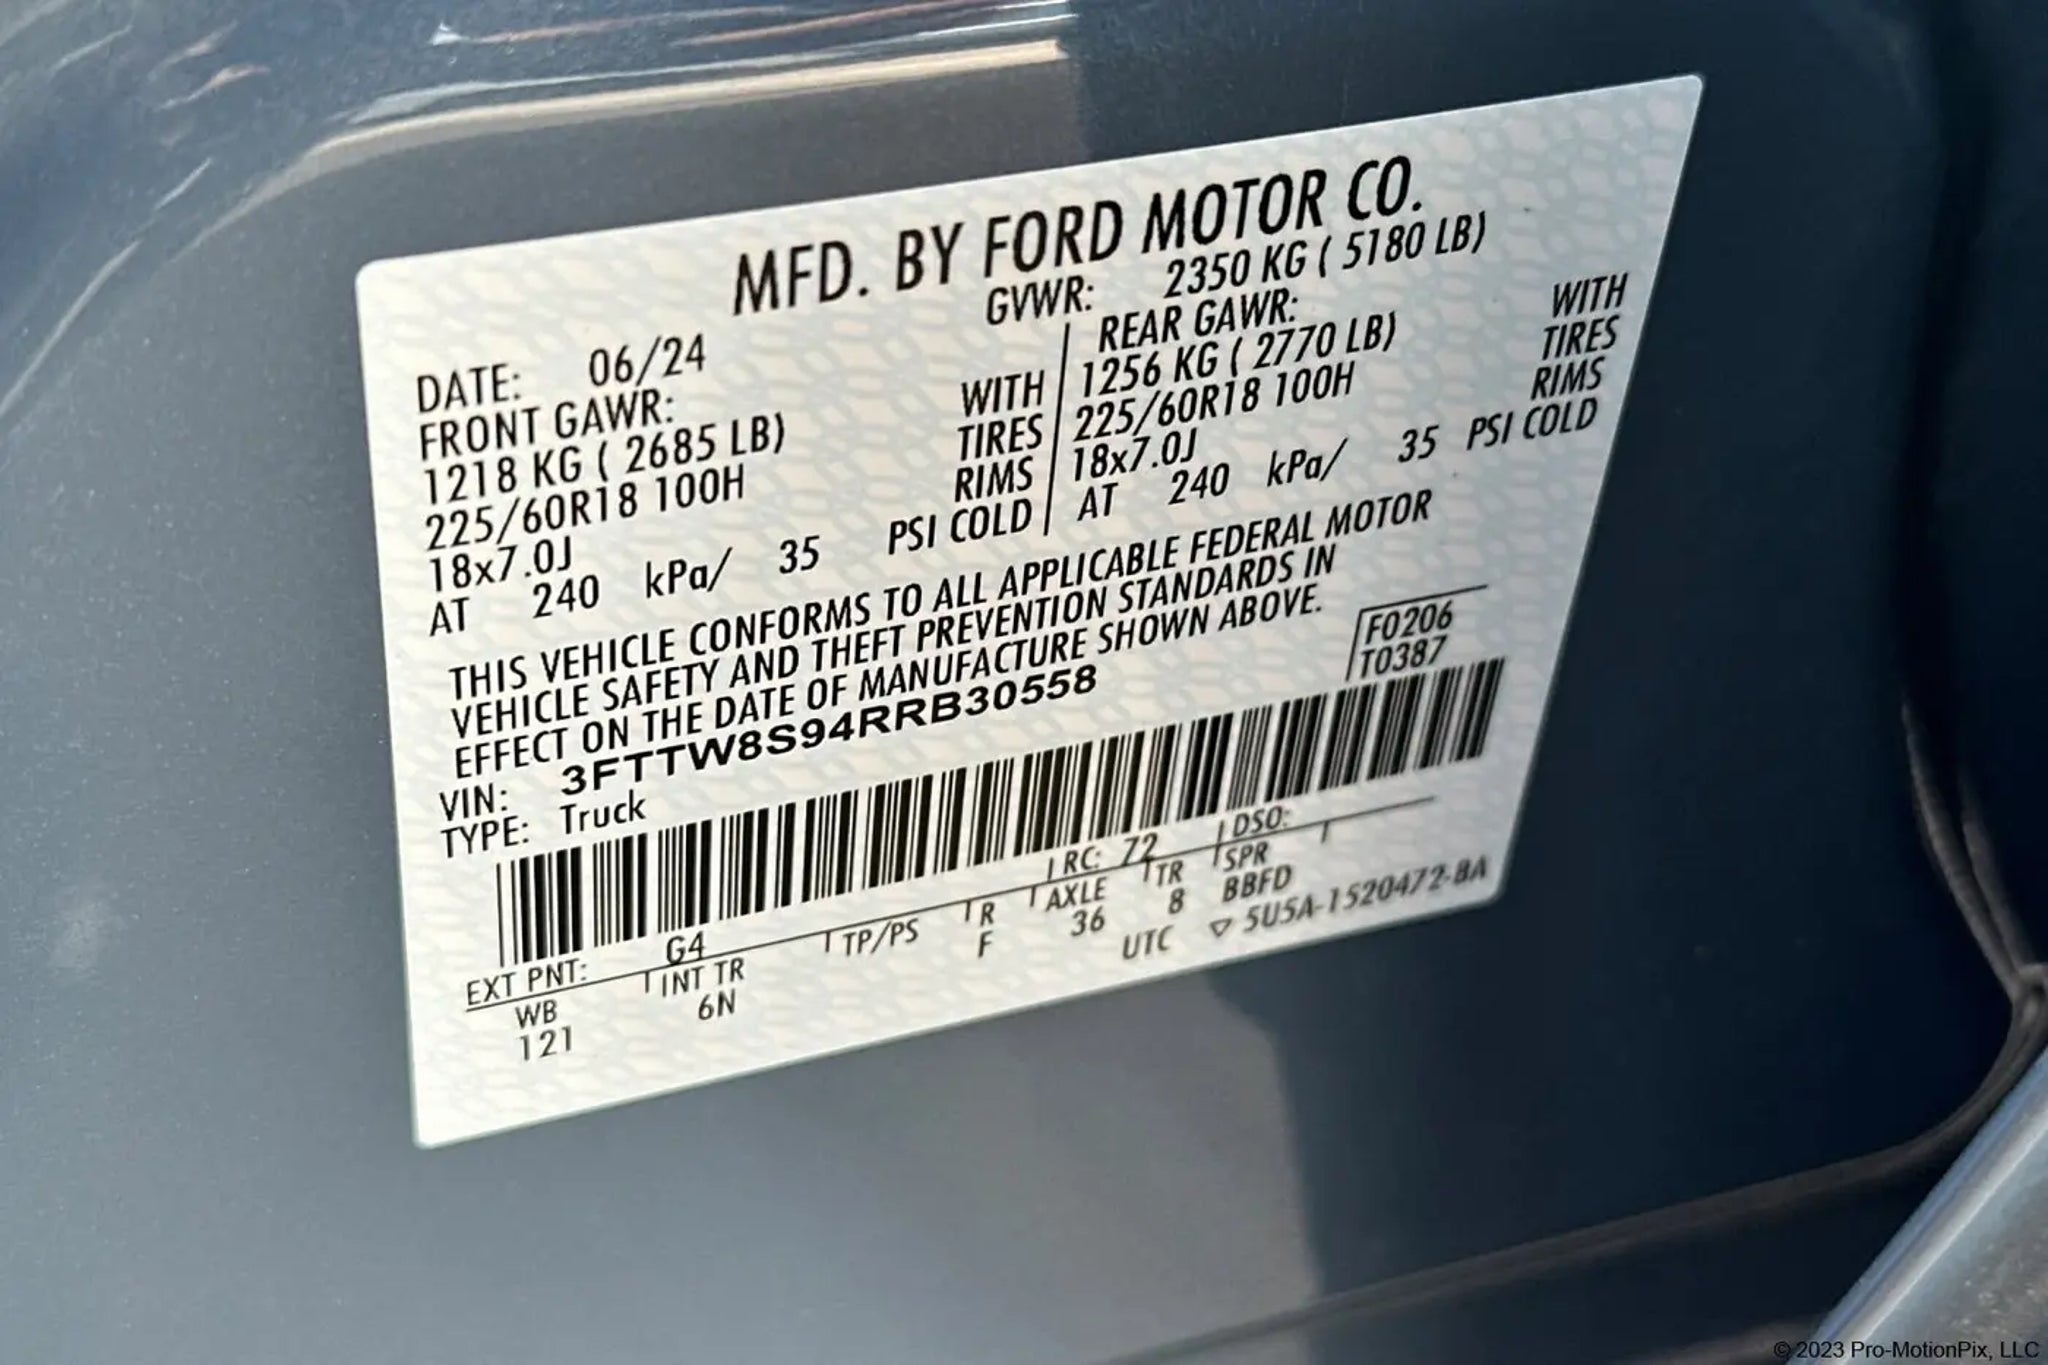 MFD. BY FORD MOTOR CO.
DATE: 06/24 GVWR: 2350 KG ( 5180 LB)
FRONT GAWR: REAR GAWR:
1218 KG ( 2685 LB) WITH 1256 KG ( 2770 LB) WITH
225/60R18 100H TIRES 225/60R18 100H TIRES
18x7.0J RIMS 18x7.0J RIMS
AT 240 kPa/ 35 PSI COLD AT 240 kPa/ 35 PSI COLD
THIS VEHICLE CONFORMS TO ALL APPLICABLE FEDERAL MOTOR
VEHICLE SAFETY AND THEFT PREVENTION STANDARDS IN
EFFECT ON THE DATE OF MANUFACTURE SHOWN ABOVE.
VIN: 3FTTW8S94RRB30558 F0206
TYPE: Truck T0387
EXT PNT: G4 RC: 72 DSO:
WB INT TR TP/PS R AXLE TR SPR
121 6N F 36 8 BBFD
UTC ▽ 5U5A-1520472-BA
© 2023 Pro-MotionPix, LLC